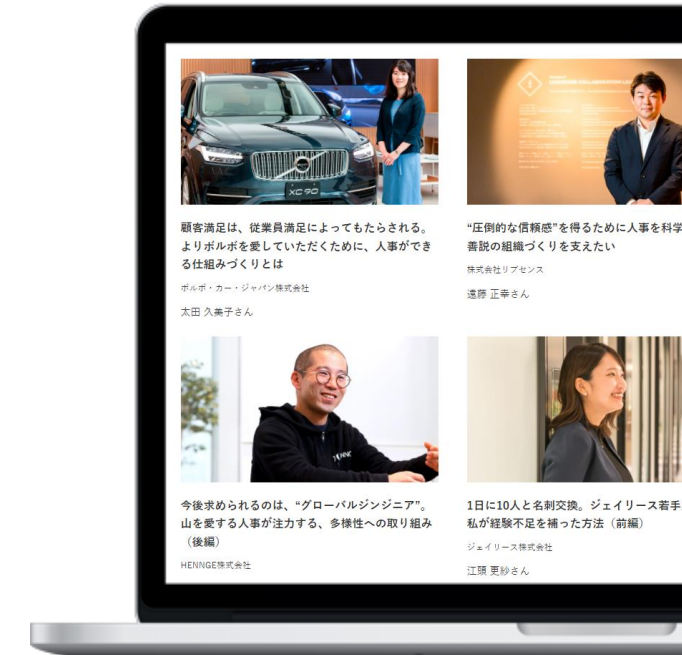 XC90
顧客満足は、従業員満足によってもたらされる。
よりボルボを愛していただくために、人事ができ
る仕組みづくりとは
ボルボ・カー・ジャパン株式会社
太田 久美子さん
“圧倒的な信頼感”を得るために人事を科学
善説の組織づくりを支えたい
株式会社リブセンス
遠藤 正幸さん
今後求められるのは、“グローバルジンジニア”。
山を愛する人事が注力する、多様性への取り組み
（後編）
HENNGE株式会社
1日に10人と名刺交換。ジェイリース若手
私が経験不足を補った方法（前編）
ジェイリース株式会社
江頭 更紗さん